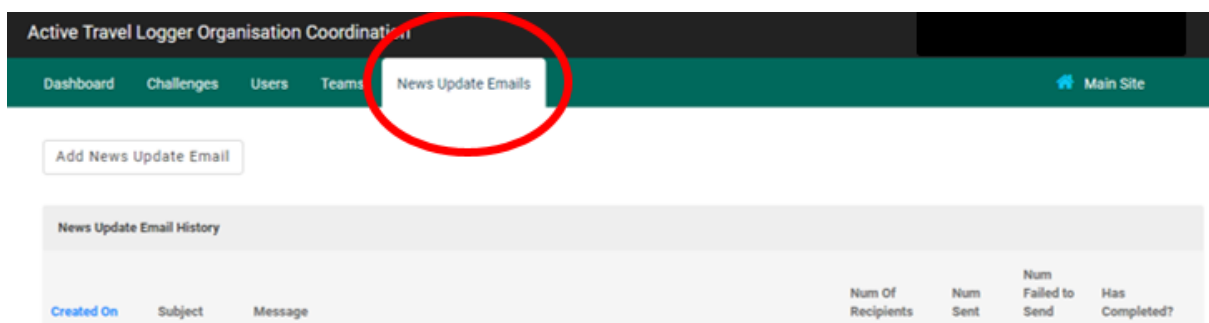 Active Travel Logger Organisation Coordination
Dashboard Challenges Users Teams News Update Emails Main Site
Add News Update Email
News Update Email History
Created On Subject Message Num Of Recipients Num Sent Num Failed to Send Has Completed?